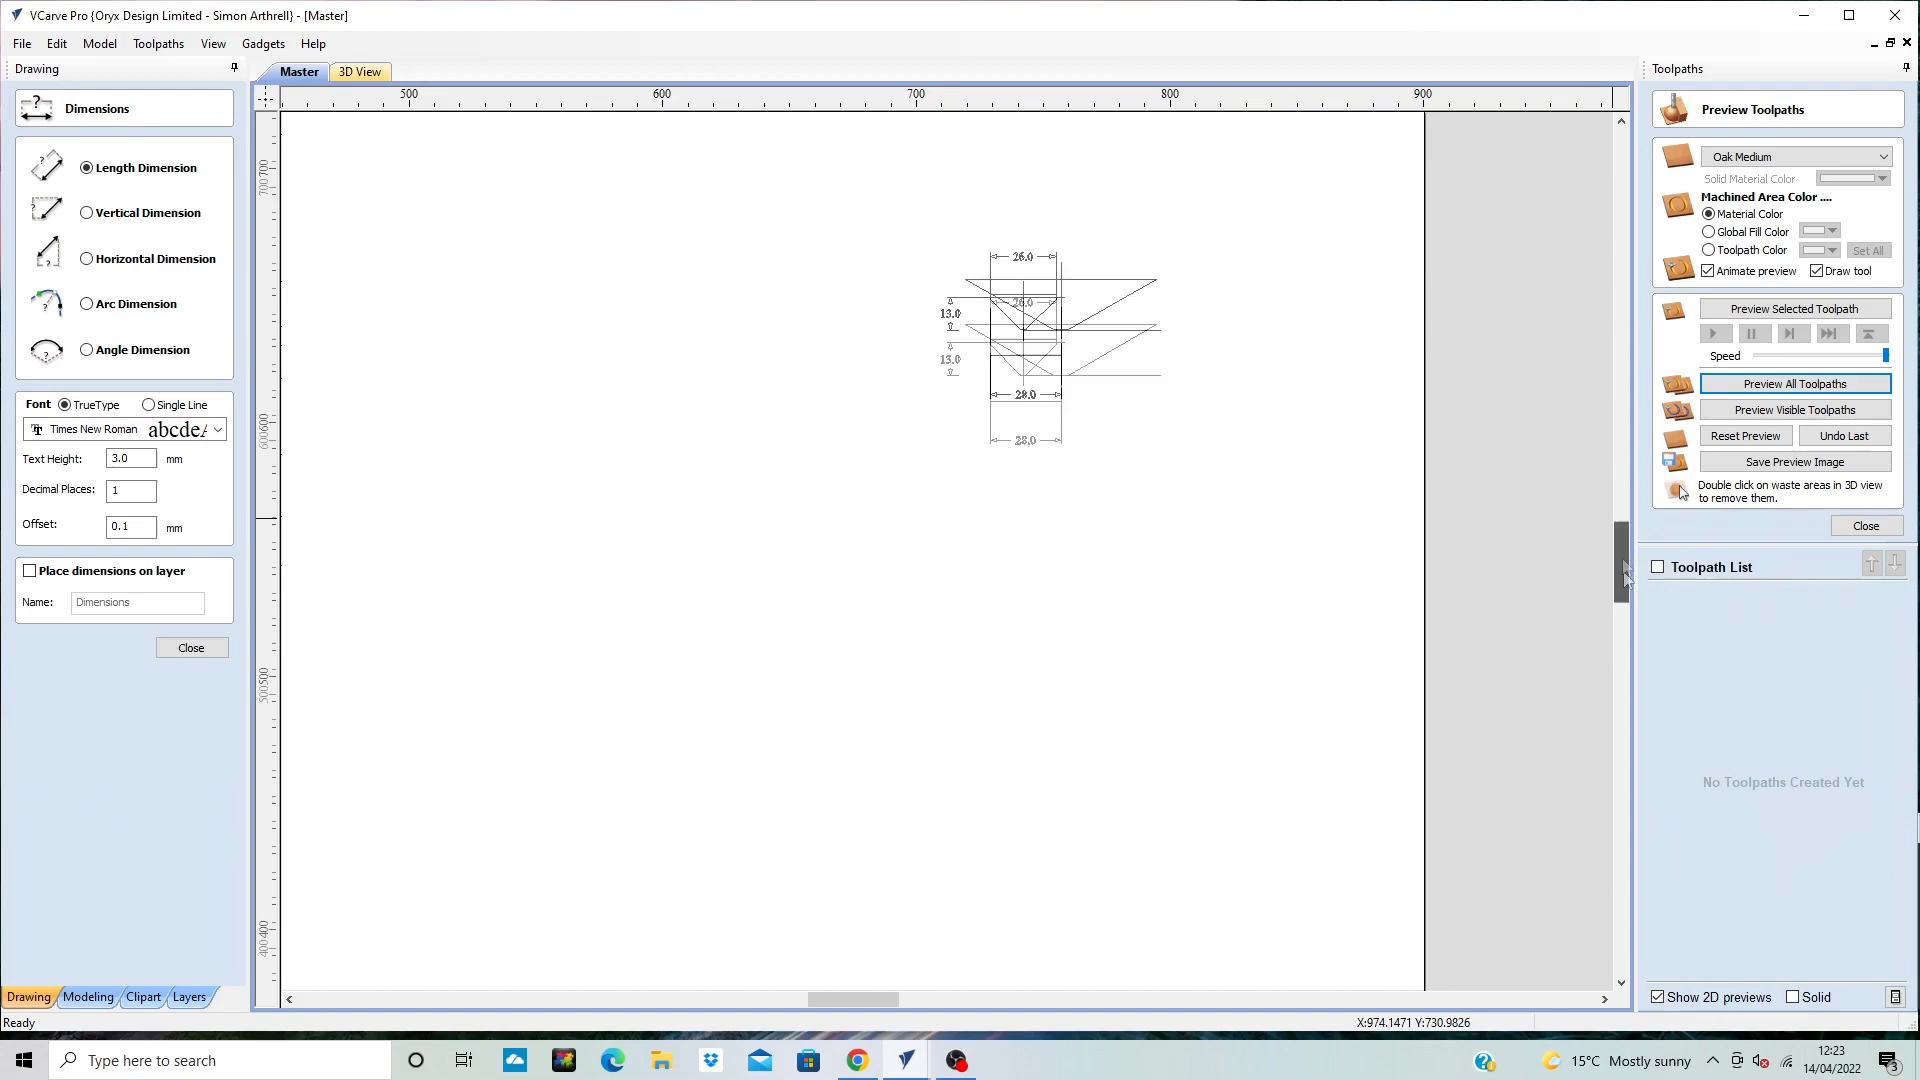 VCarve Pro {Oryx Design Limited - Simon Arthrell} - [Master]
File Edit Model Toolpaths View Gadgets Help
Drawing
Dimensions
Length Dimension
Vertical Dimension
Horizontal Dimension
Arc Dimension
Angle Dimension
Font TrueType Single Line
Times New Roman
Text Height: 3.0 mm
Decimal Places: 1
Offset: 0.1 mm
Place dimensions on layer
Name: Dimensions
Close
Drawing Modeling Clipart Layers
Ready
Master 3D View
500 600 700 800 900
700
600
500
400
26.0
26.0
13.0
13.0
28.0
28.0
X:974.1471 Y:730.9826
Toolpaths
Preview Toolpaths
Oak Medium
Solid Material Color
Machined Area Color ....
Material Color
Global Fill Color
Toolpath Color Set All
Animate preview Draw tool
Preview Selected Toolpath
Speed
Preview All Toolpaths
Preview Visible Toolpaths
Reset Preview Undo Last
Save Preview Image
Double click on waste areas in 3D view
to remove them.
Close
Toolpath List
No Toolpaths Created Yet
Show 2D previews Solid
Type here to search
15°C Mostly sunny
12:23
14/04/2022
3